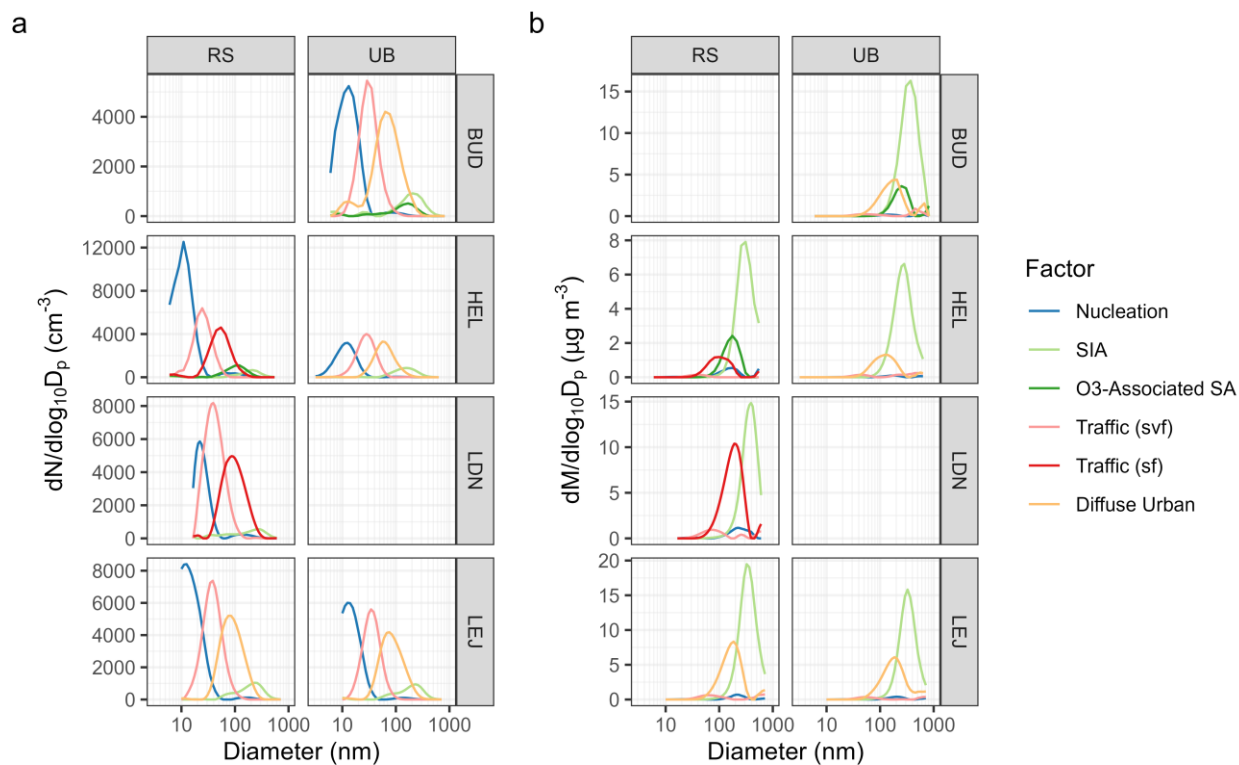 a
RS
UB
4000
2000
0
BUD
12000
8000
4000
0
HEL
8000
6000
4000
2000
0
LDN
8000
6000
4000
2000
0
LEJ
dN/dlog₁₀Dₚ (cm⁻³)
10 100 1000
10 100 1000
Diameter (nm)
b
RS
UB
15
10
5
0
BUD
8
6
4
2
0
HEL
15
10
5
0
LDN
20
15
10
5
0
LEJ
dM/dlog₁₀Dₚ (µg m⁻³)
10 100 1000
10 100 1000
Diameter (nm)
Factor
Nucleation
SIA
O3-Associated SA
Traffic (svf)
Traffic (sf)
Diffuse Urban